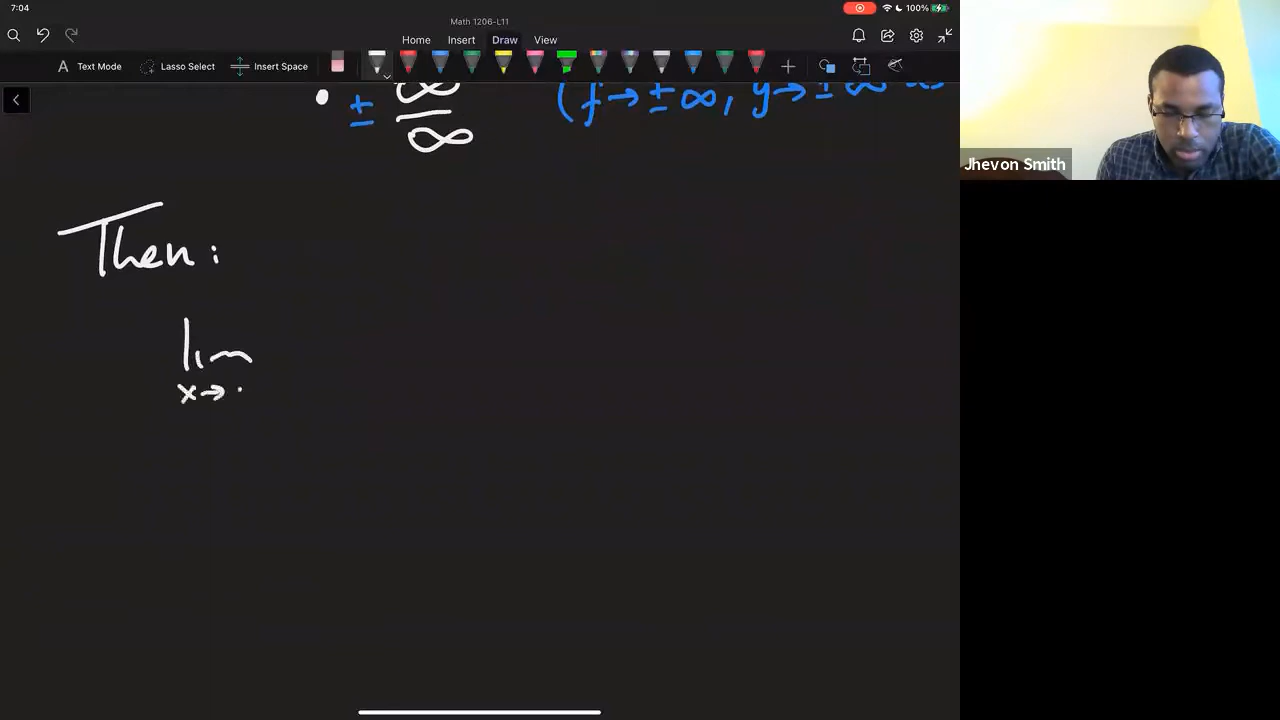 7:04
100%
Math 1206-L11
Home Insert Draw View
Text Mode Lasso Select Insert Space
• ± ∞/∞ (f → ± ∞, g → ± ∞
Jhevon Smith
Then:
lim
x →